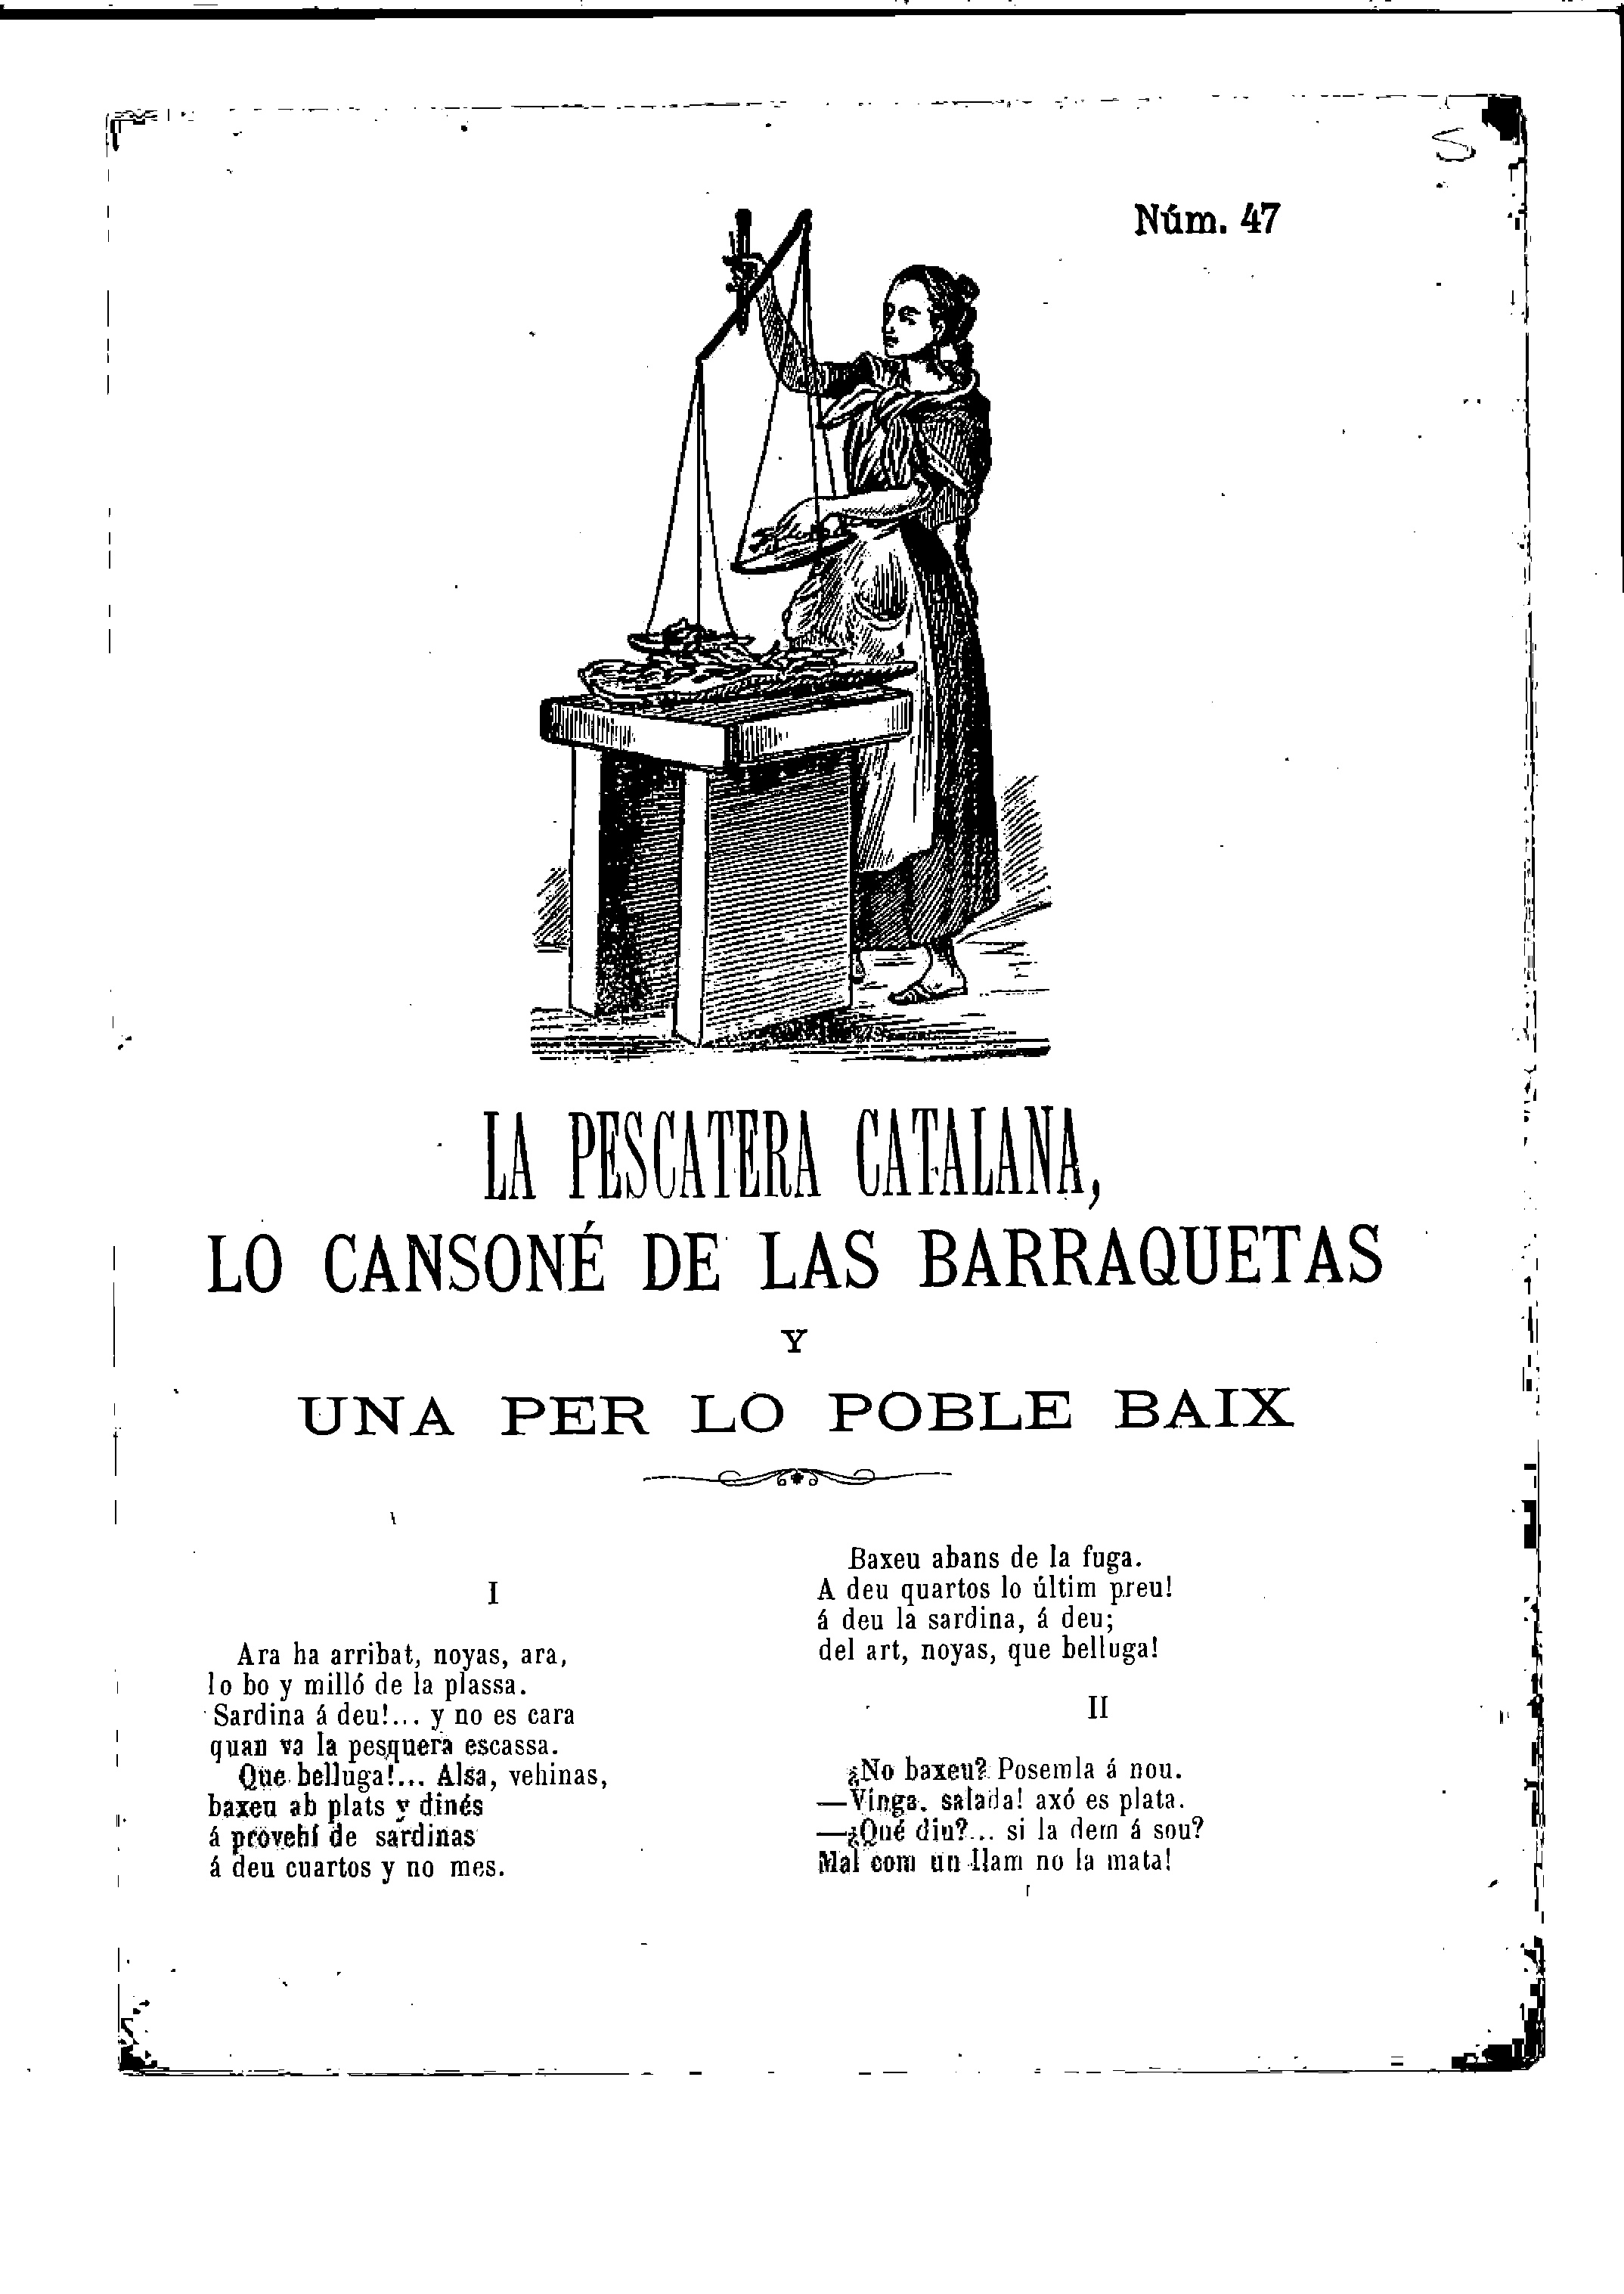 Núm. 47
LA PESCATERA CATALANA,
LO CANSONÉ DE LAS BARRAQUETAS
Y
UNA PER LO POBLE BAIX
I
Ara ha arribat, noyas, ara,
lo bo y milló de la plassa.
Sardina á deu!... y no es cara
quan va la pesquera escassa.
Que belluga!... Alsa, vehinas,
baxeu ab plats y dinés
á provehí de sardinas
á deu cuartos y no mes.
Baxeu abans de la fuga.
A deu quartos lo últim preu!
á deu la sardina, á deu;
del art, noyas, que belluga!
II
¿No baxeu? Posemla á nou.
—Vinga, salada! axó es plata.
—¿Qué diu?... si la dem á sou?
Mal com un llam no la mata!